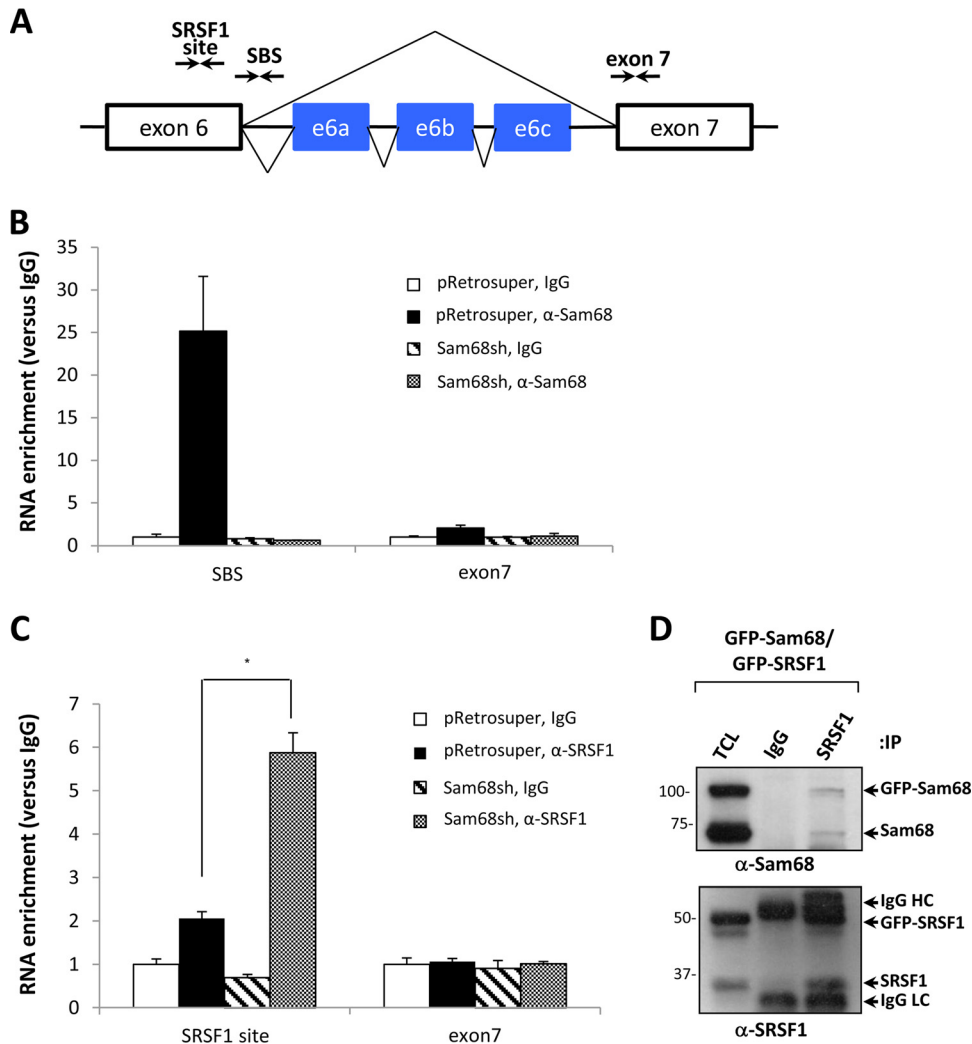 A
SRSF1
site
SBS
exon 7
exon 6
e6a
e6b
e6c
exon 7
B
RNA enrichment (versus IgG)
35
30
25
20
15
10
5
0
pRetrosuper, IgG
pRetrosuper, α-Sam68
Sam68sh, IgG
Sam68sh, α-Sam68
SBS
exon7
C
RNA enrichment (versus IgG)
7
6
5
4
3
2
1
0
*
pRetrosuper, IgG
pRetrosuper, α-SRSF1
Sam68sh, IgG
Sam68sh, α-SRSF1
SRSF1 site
exon7
D
GFP-Sam68/
GFP-SRSF1
TCL
IgG
SRSF1
:IP
100-
75-
GFP-Sam68
Sam68
α-Sam68
50-
37-
IgG HC
GFP-SRSF1
SRSF1
IgG LC
α-SRSF1